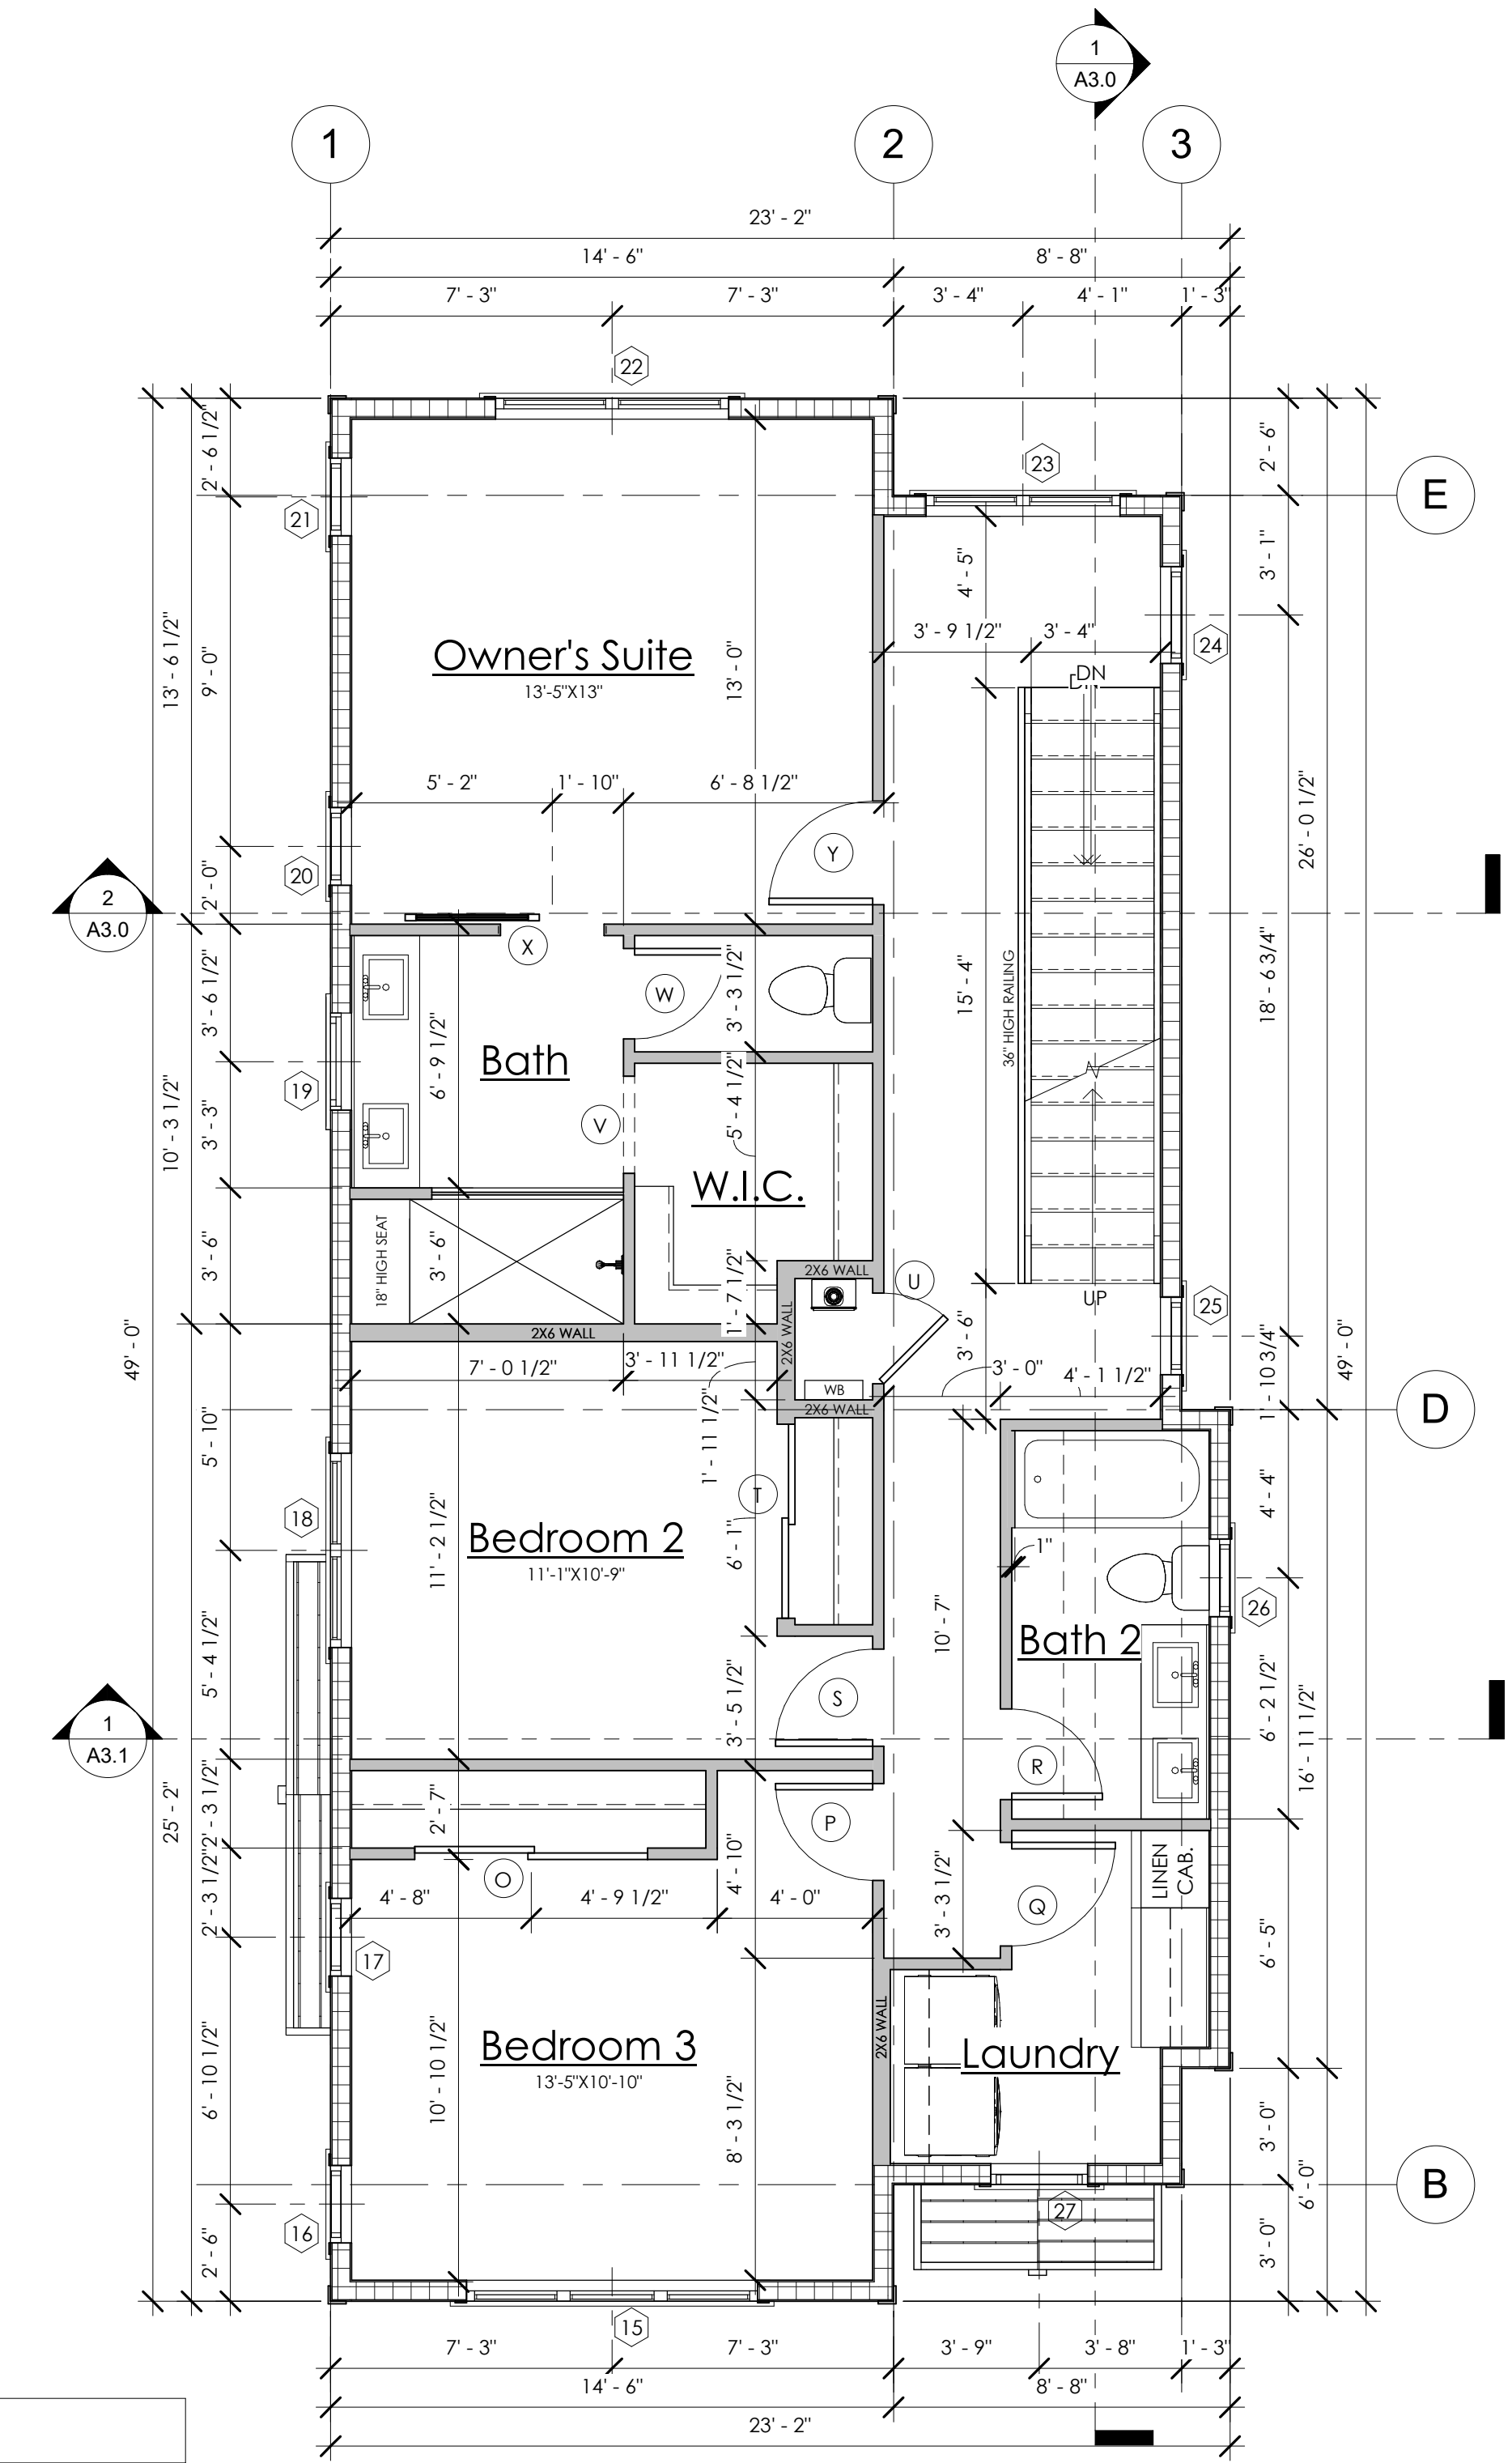 1
A3.0
1
2
3
23' - 2"
14' - 6"
8' - 8"
7' - 3"
7' - 3"
3' - 4"
4' - 1"
1' - 3"
22
2' - 6 1/2"
2' - 6"
23
E
21
3' - 1"
4' - 5"
3' - 9 1/2"
3' - 4"
24
13' - 6 1/2"
9' - 0"
Owner's Suite
13'-5"X13"
13' - 0"
DN
5' - 2"
1' - 10"
6' - 8 1/2"
26' - 0 1/2"
Y
20
2' - 0"
2
A3.0
X
W
3' - 6 1/2"
3' - 3 1/2"
15' - 4"
36" HIGH RAILING
18' - 6 3/4"
6' - 9 1/2"
Bath
19
10' - 3 1/2"
3' - 3"
V
5' - 4 1/2"
W.I.C.
18" HIGH SEAT
3' - 6"
3' - 6"
1' - 7 1/2"
2X6 WALL
U
UP
25
2X6 WALL
2X6 WALL
3' - 6"
49' - 0"
49' - 0"
7' - 0 1/2"
3' - 11 1/2"
3' - 0"
4' - 1 1/2"
1' - 10 3/4"
WB
2X6 WALL
D
5' - 10"
1' - 11 1/2"
4' - 4"
18
T
Bedroom 2
11'-1"X10'-9"
11' - 2 1/2"
6' - 1"
1"
26
10' - 7"
Bath 2
5' - 4 1/2"
3' - 5 1/2"
S
6' - 2 1/2"
16' - 11 1/2"
1
A3.1
R
25' - 2"
2' - 3 1/2"
2' - 7"
P
4' - 10"
O
LINEN
CAB.
2' - 3 1/2"
4' - 8"
4' - 9 1/2"
4' - 0"
3' - 3 1/2"
Q
6' - 5"
17
2X6 WALL
Bedroom 3
13'-5"X10'-10"
10' - 10 1/2"
Laundry
6' - 10 1/2"
8' - 3 1/2"
3' - 0"
6' - 0"
B
27
16
2' - 6"
3' - 0"
15
7' - 3"
7' - 3"
3' - 9"
3' - 8"
1' - 3"
14' - 6"
8' - 8"
23' - 2"